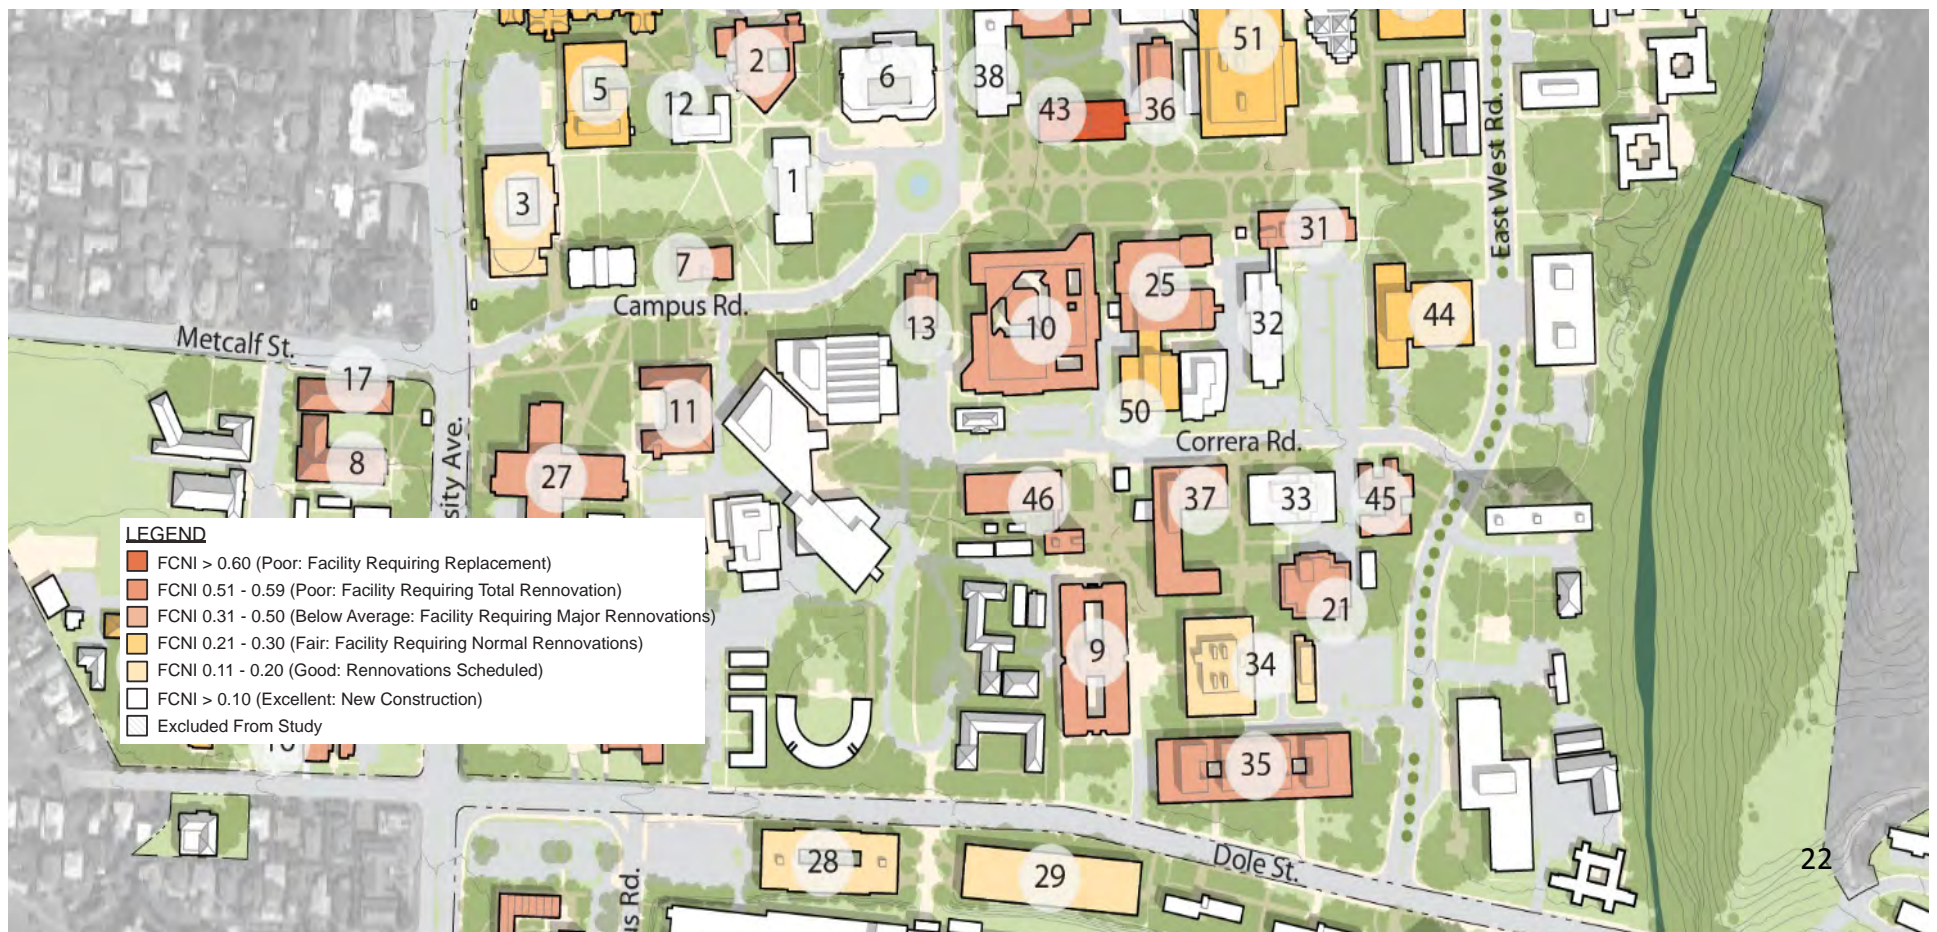 51
2
6
5
38
12
43
36
1
3
31
East West Rd.
7
25
Campus Rd.
44
13
10
32
Metcalf St.
17
11
50
Correra Rd.
8
27
46
37
33
45
sity Ave.
LEGEND
FCNI > 0.60 (Poor: Facility Requiring Replacement)
FCNI 0.51 - 0.59 (Poor: Facility Requiring Total Rennovation)
FCNI 0.31 - 0.50 (Below Average: Facility Requiring Major Rennovations)
FCNI 0.21 - 0.30 (Fair: Facility Requiring Normal Rennovations)
FCNI 0.11 - 0.20 (Good: Rennovations Scheduled)
FCNI > 0.10 (Excellent: New Construction)
Excluded From Study
21
9
34
35
28
29
Dole St.
22
us Rd.